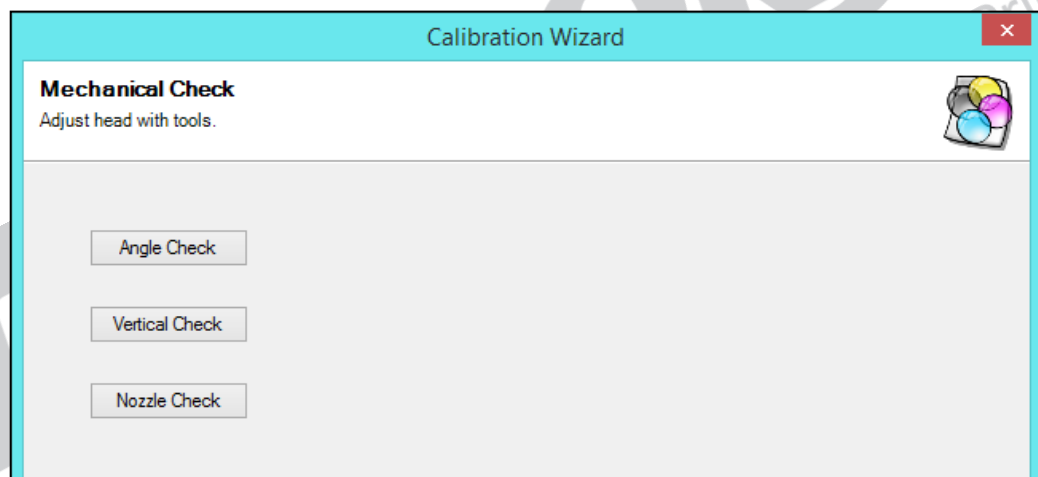 Calibration Wizard
Mechanical Check
Adjust head with tools.
Angle Check
Vertical Check
Nozzle Check